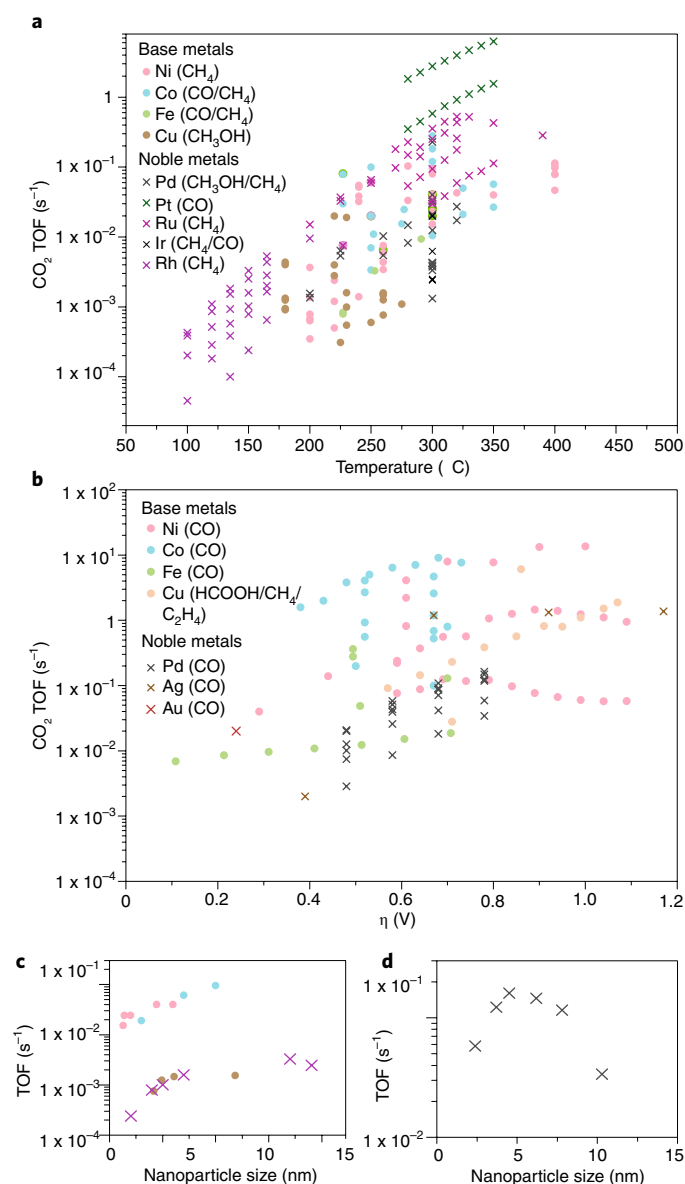 a
Base metals
Ni (CH₄)
Co (CO/CH₄)
Fe (CO/CH₄)
Cu (CH₃OH)
Noble metals
Pd (CH₃OH/CH₄)
Pt (CO)
Ru (CH₄)
Ir (CH₄/CO)
Rh (CH₄)
CO₂ TOF (s⁻¹)
1
1 x 10⁻¹
1 x 10⁻²
1 x 10⁻³
1 x 10⁻⁴
50 100 150 200 250 300 350 400 450 500
Temperature ( C)
b
Base metals
Ni (CO)
Co (CO)
Fe (CO)
Cu (HCOOH/CH₄/
C₂H₄)
Noble metals
Pd (CO)
Ag (CO)
Au (CO)
CO₂ TOF (s⁻¹)
1 x 10²
1 x 10¹
1 x 10⁰
1 x 10⁻¹
1 x 10⁻²
1 x 10⁻³
1 x 10⁻⁴
0 0.2 0.4 0.6 0.8 1.0 1.2
η (V)
c
TOF (s⁻¹)
1 x 10⁻¹
1 x 10⁻²
1 x 10⁻³
1 x 10⁻⁴
0 5 10 15
Nanoparticle size (nm)
d
TOF (s⁻¹)
1 x 10⁻¹
1 x 10⁻²
0 5 10 15
Nanoparticle size (nm)